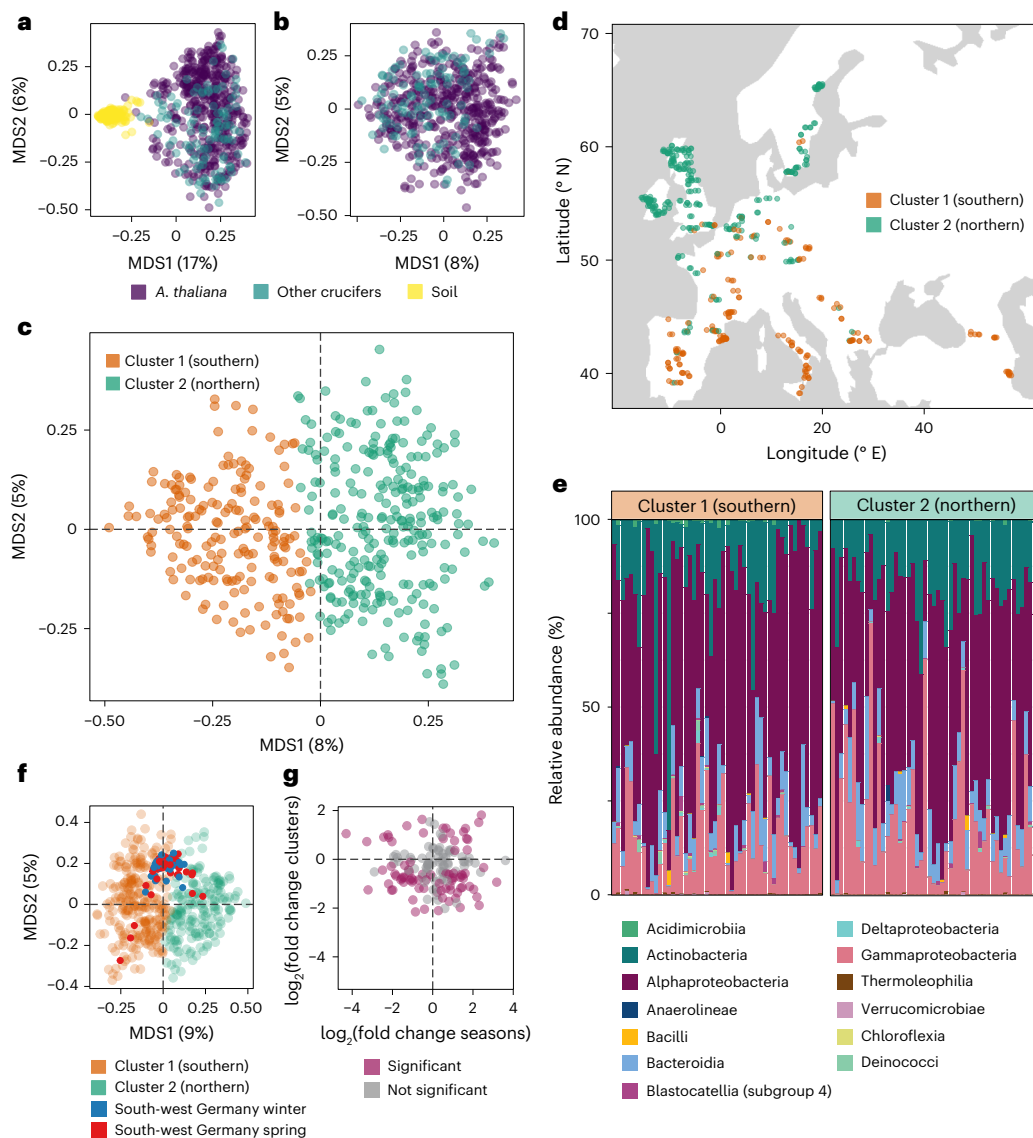 a
MDS2 (6%)
0.25
0
−0.25
−0.50
−0.25
0
0.25
MDS1 (17%)
b
MDS2 (5%)
0.25
0
−0.25
−0.50
−0.25
0
0.25
MDS1 (8%)
A. thaliana
Other crucifers
Soil
c
Cluster 1 (southern)
Cluster 2 (northern)
MDS2 (5%)
0.25
0
−0.25
−0.50
−0.25
0
0.25
MDS1 (8%)
d
70
60
50
40
Latitude (° N)
Cluster 1 (southern)
Cluster 2 (northern)
0
20
40
Longitude (° E)
e
Cluster 1 (southern)
Cluster 2 (northern)
Relative abundance (%)
100
50
0
Acidimicrobiia
Actinobacteria
Alphaproteobacteria
Anaerolineae
Bacilli
Bacteroidia
Blastocatellia (subgroup 4)
Deltaproteobacteria
Gammaproteobacteria
Thermoleophilia
Verrucomicrobiae
Chloroflexia
Deinococci
f
MDS2 (5%)
0.4
0.2
0
−0.2
−0.4
−0.25
0
0.25
0.50
MDS1 (9%)
Cluster 1 (southern)
Cluster 2 (northern)
South-west Germany winter
South-west Germany spring
g
log2(fold change clusters)
2
0
−2
−4
−4
−2
0
2
4
log2(fold change seasons)
Significant
Not significant